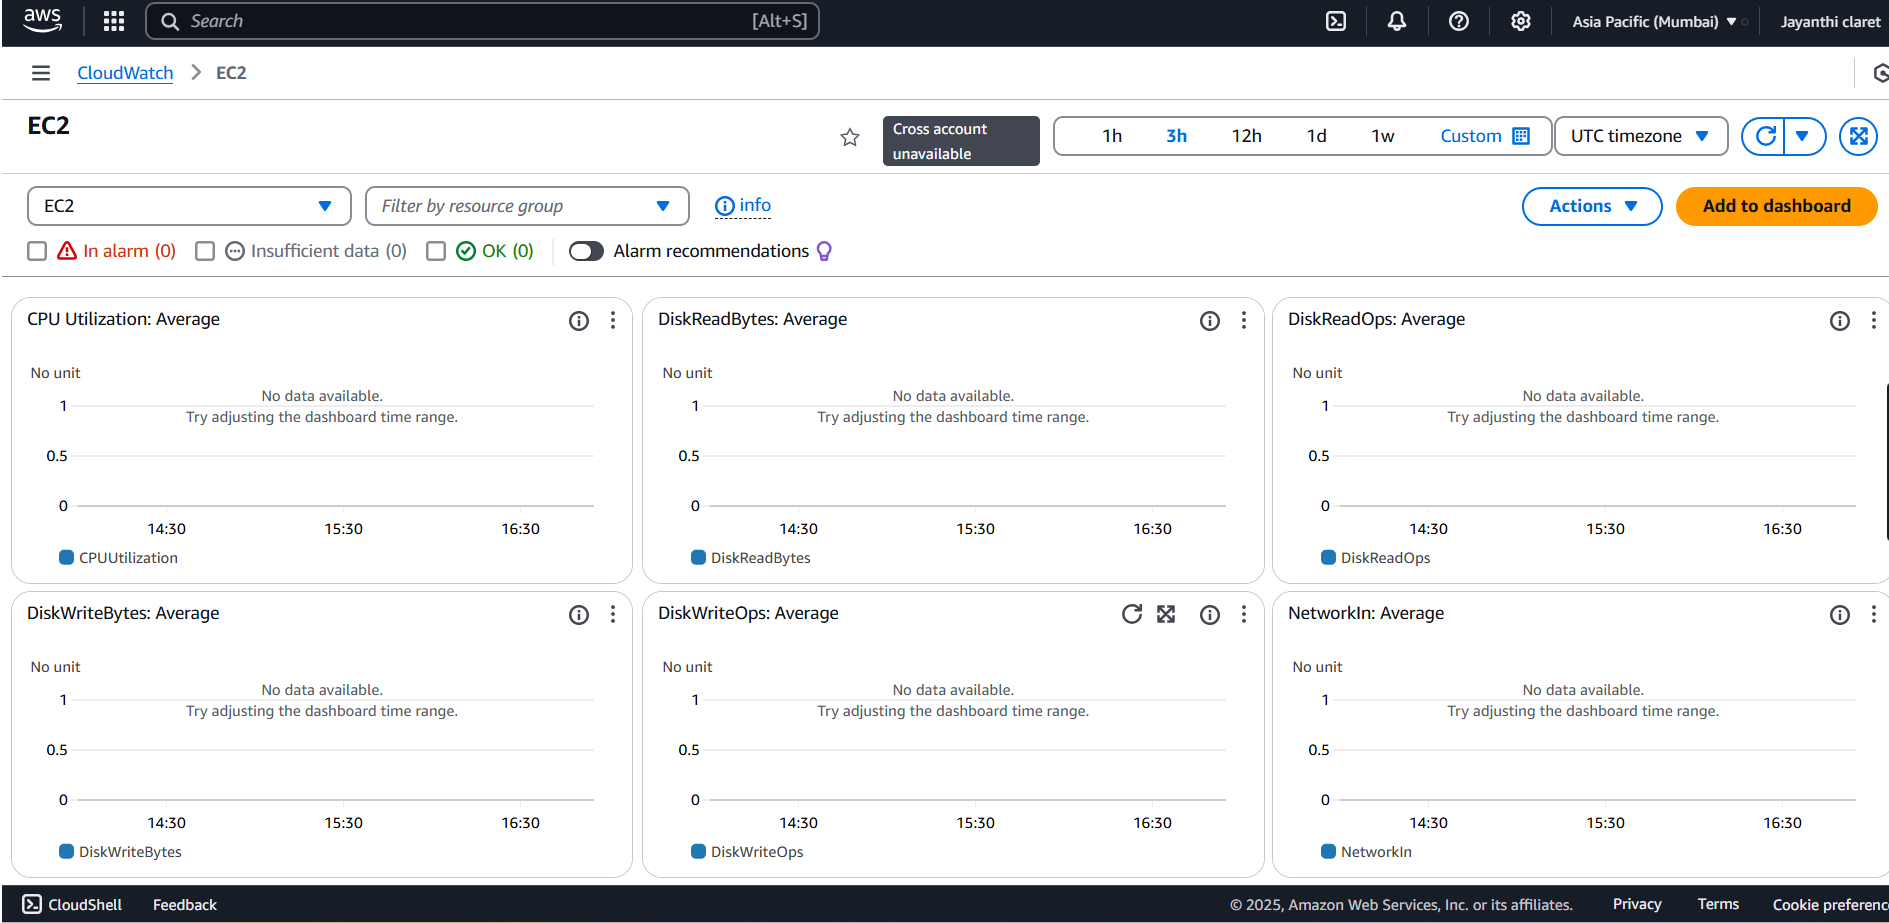 aws
Search [Alt+S] Asia Pacific (Mumbai) Jayanthi claret
CloudWatch EC2
EC2
Cross account
unavailable
1h 3h 12h 1d 1w Custom UTC timezone
EC2 Filter by resource group info Actions Add to dashboard
In alarm (0) Insufficient data (0) OK (0) Alarm recommendations
CPU Utilization: Average
No unit
No data available.
Try adjusting the dashboard time range.
1
0.5
0
14:30 15:30 16:30
CPUUtilization
DiskReadBytes: Average
No unit
No data available.
Try adjusting the dashboard time range.
1
0.5
0
14:30 15:30 16:30
DiskReadBytes
DiskReadOps: Average
No unit
No data available.
Try adjusting the dashboard time range.
1
0.5
0
14:30 15:30 16:30
DiskReadOps
DiskWriteBytes: Average
No unit
No data available.
Try adjusting the dashboard time range.
1
0.5
0
14:30 15:30 16:30
DiskWriteBytes
DiskWriteOps: Average
No unit
No data available.
Try adjusting the dashboard time range.
1
0.5
0
14:30 15:30 16:30
DiskWriteOps
NetworkIn: Average
No unit
No data available.
Try adjusting the dashboard time range.
1
0.5
0
14:30 15:30 16:30
NetworkIn
CloudShell Feedback © 2025, Amazon Web Services, Inc. or its affiliates. Privacy Terms Cookie preferenc